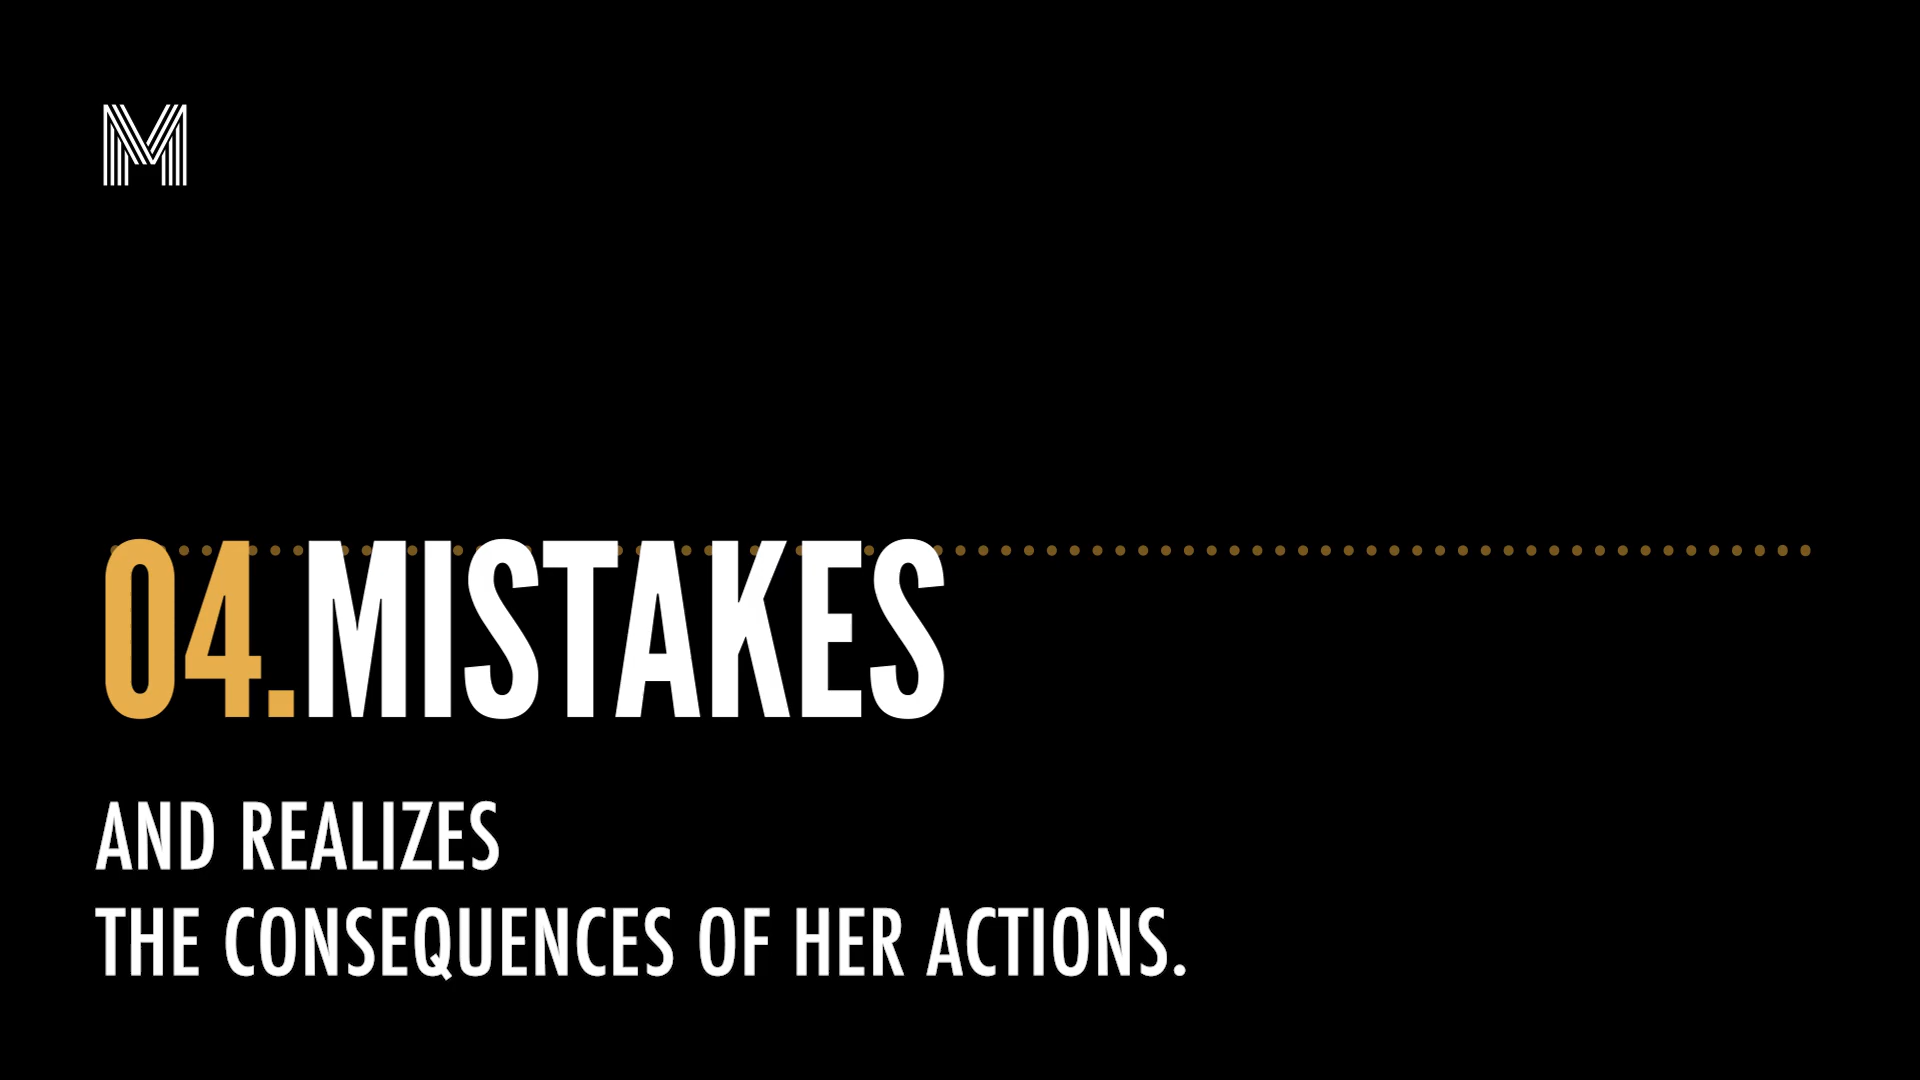 M
04.MISTAKES
AND REALIZES
THE CONSEQUENCES OF HER ACTIONS.